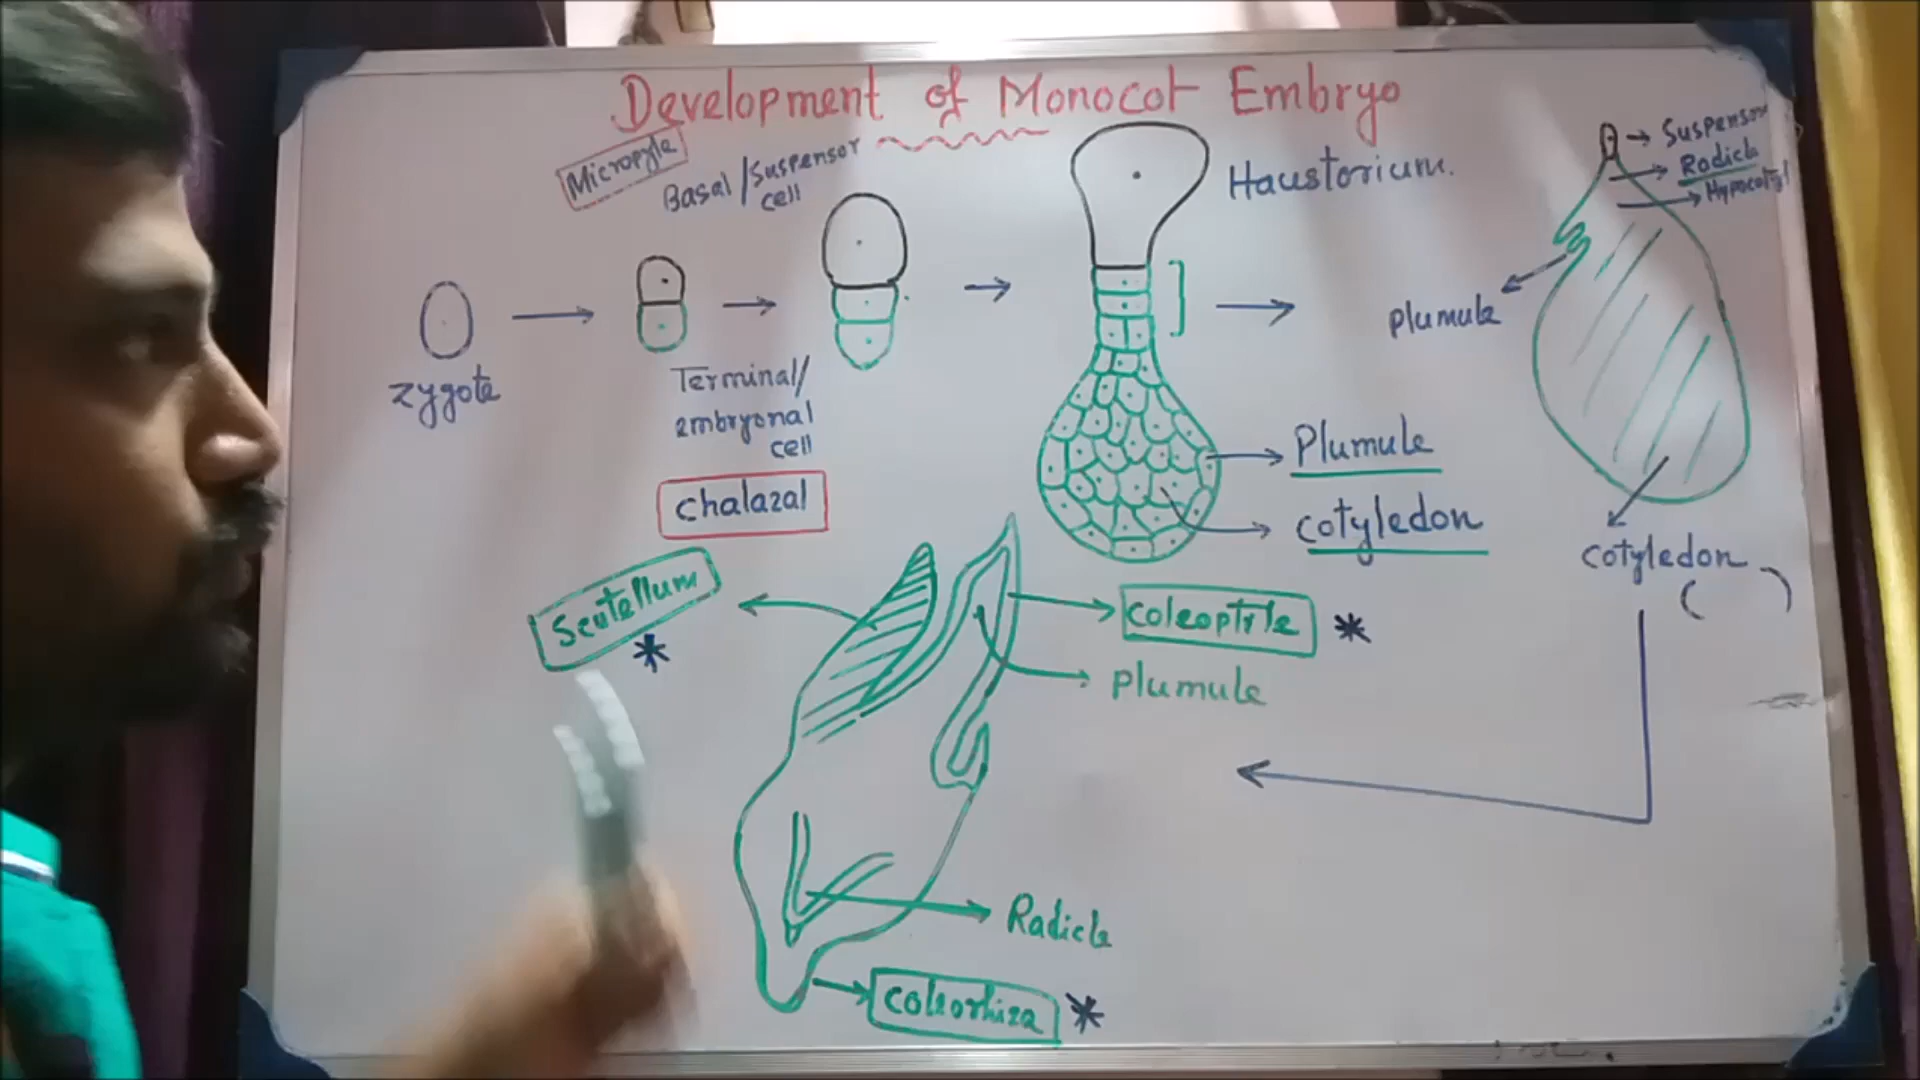 Development of Monocot Embryo
Micropyle
Basal/Suspensor
cell
Haustorium.
Suspensor
Radicle
Hypocotyl
zygote
Terminal/
embryonal
cell
chalazal
Plumule
cotyledon
plumule
cotyledon
( )
Scutellum
*
coleoptile *
plumule
Radicle
coleorhiza *